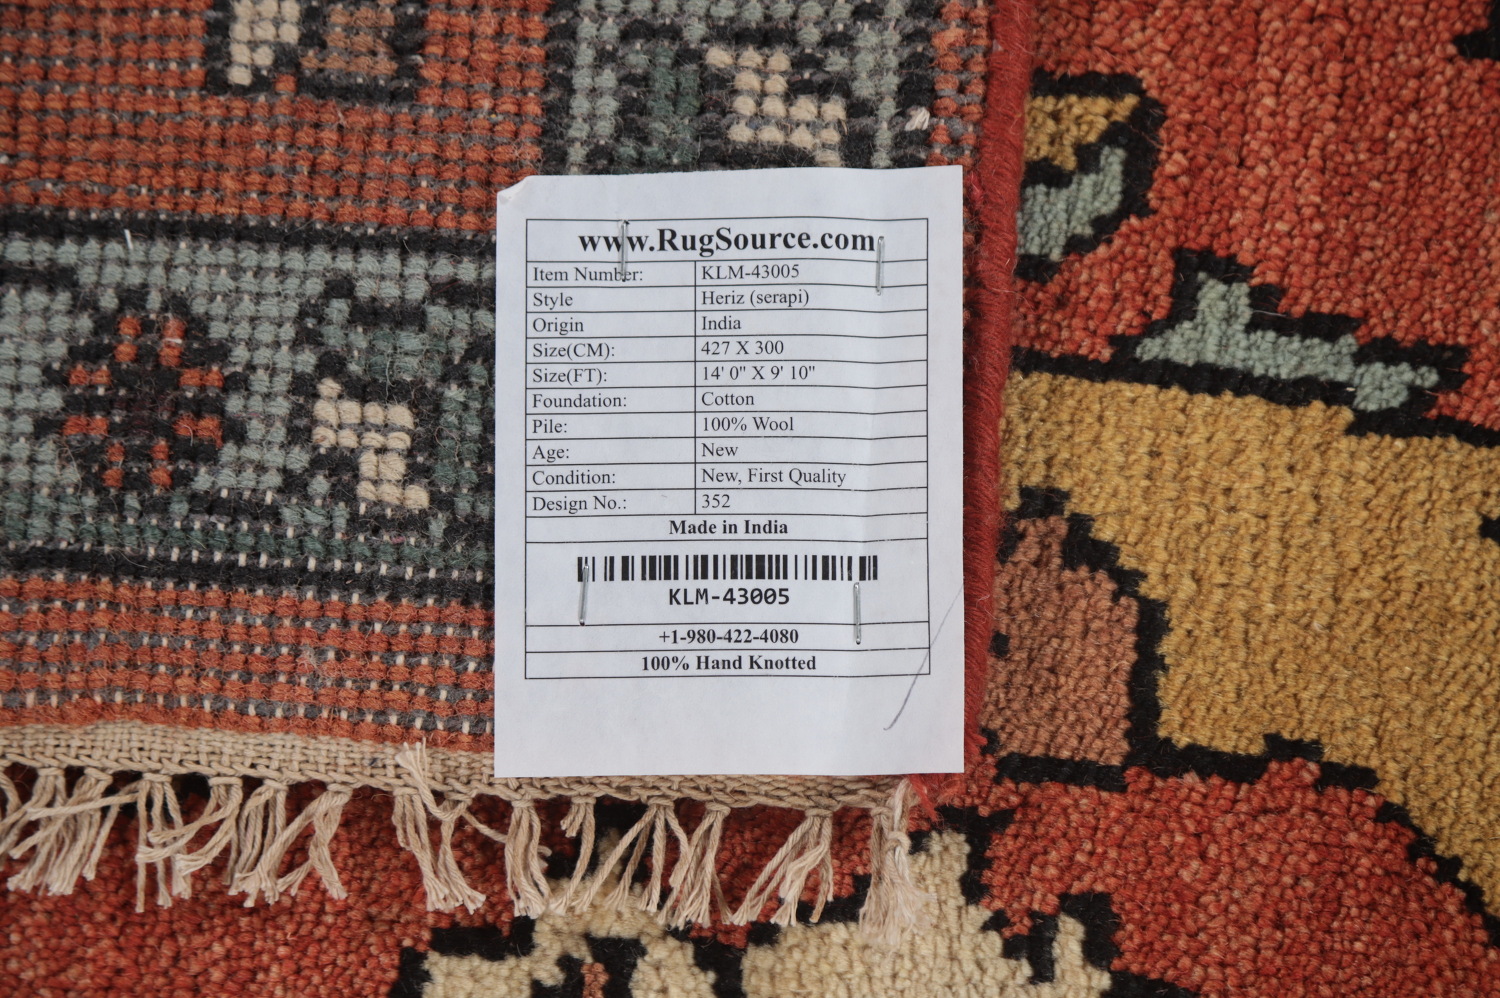 www.RugSource.com
Item Number: KLM-43005
Style Heriz (serapi)
Origin India
Size(CM): 427 X 300
Size(FT): 14' 0" X 9' 10"
Foundation: Cotton
Pile: 100% Wool
Age: New
Condition: New, First Quality
Design No.: 352
Made in India
KLM-43005
+1-980-422-4080
100% Hand Knotted